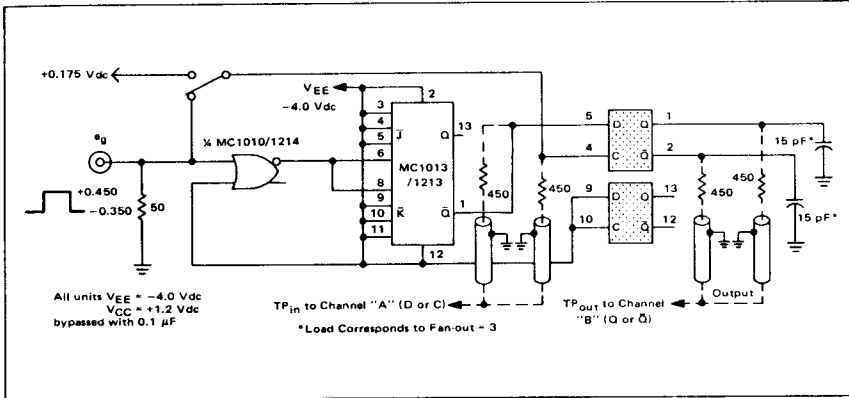 +0.175 Vdc
VEE
−4.0 Vdc
2
3
4
5
6
8
9
10
11
12
13
1
J̅
K̅
Q
Q̅
MC1013
/1213
eg
¼ MC1010/1214
+0.450
−0.350
50
450
450
5
4
9
10
D
Q
C
Q̅
1
2
D
Q
C
Q̅
13
12
15 pF*
15 pF*
450
450
All units VEE = −4.0 Vdc
VCC = +1.2 Vdc
bypassed with 0.1 μF
TPin to Channel "A" (D or C)
*Load Corresponds to Fan-out = 3
TPout to Channel
"B" (Q or Q̅)
Output